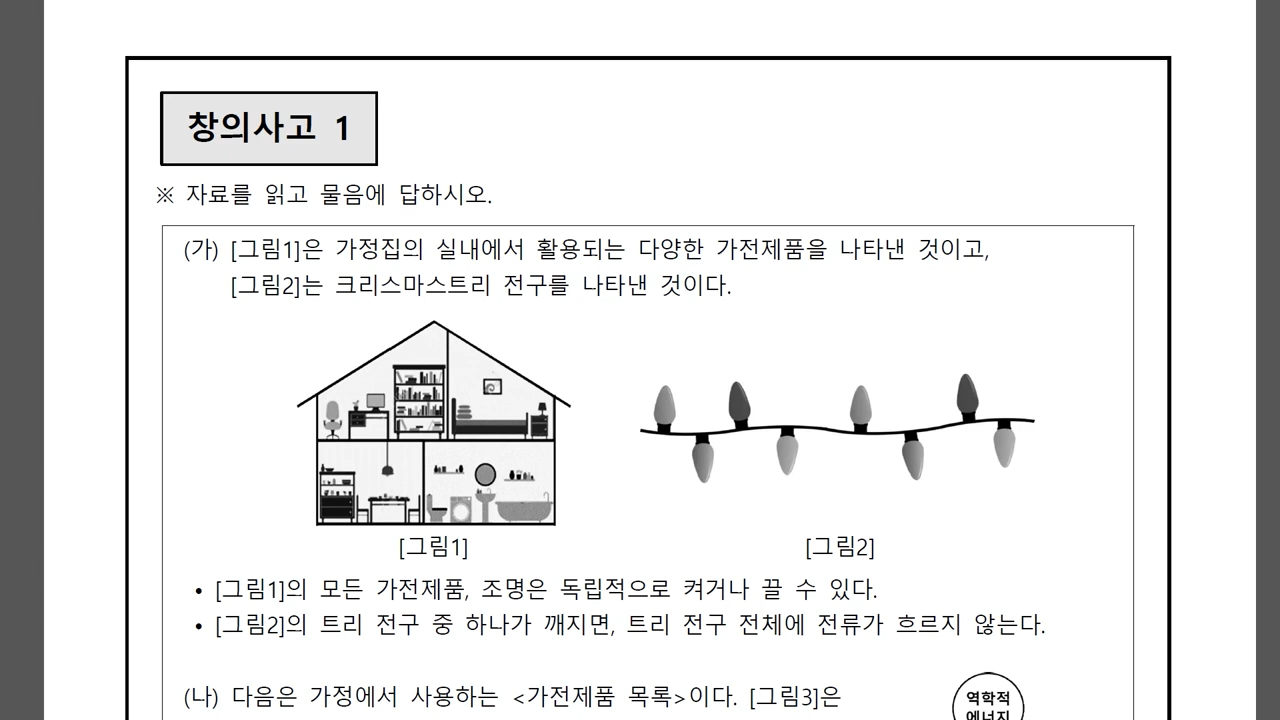 창의사고 1
※ 자료를 읽고 물음에 답하시오.
(가) [그림1]은 가정집의 실내에서 활용되는 다양한 가전제품을 나타낸 것이고,
[그림2]는 크리스마스트리 전구를 나타낸 것이다.
[그림1]
[그림2]
• [그림1]의 모든 가전제품, 조명은 독립적으로 켜거나 끌 수 있다.
• [그림2]의 트리 전구 중 하나가 깨지면, 트리 전구 전체에 전류가 흐르지 않는다.
(나) 다음은 가정에서 사용하는 <가전제품 목록>이다. [그림3]은
역학적
에너지